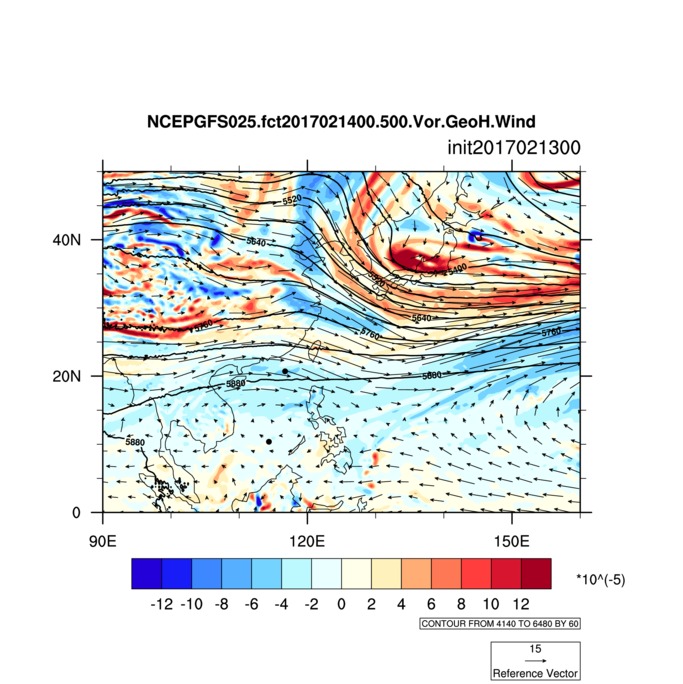 NCEPGFS025.fct2017021400.500.Vor.GeoH.Wind
init2017021300
5520
5640
40N
5400
5640
5760
5760
5760
20N
5880
5880
5880
0
90E 120E 150E
-12 -10 -8 -6 -4 -2 0 2 4 6 8 10 12
*10^(-5)
CONTOUR FROM 4140 TO 6480 BY 60
15
Reference Vector